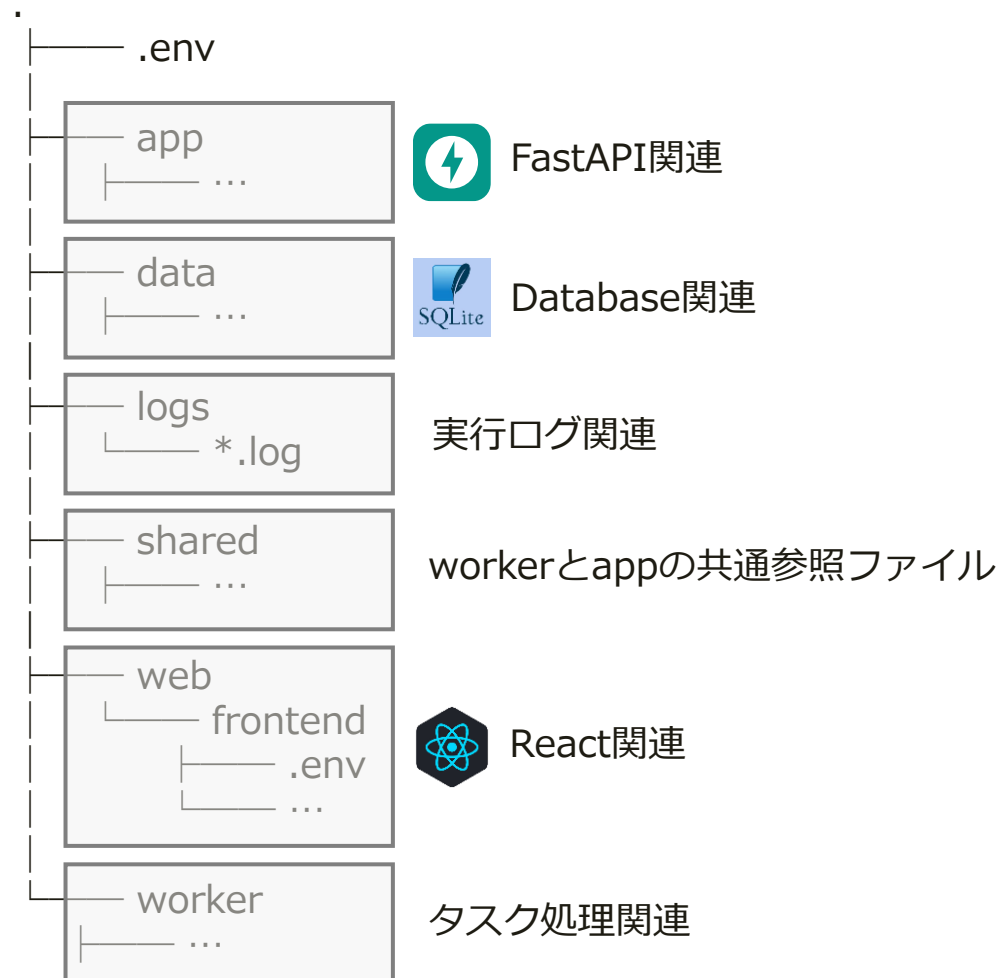 .
.env
app
… FastAPI関連
data
… SQLite Database関連
logs
*.log 実行ログ関連
shared
… workerとappの共通参照ファイル
web
frontend
.env React関連
…
worker
… タスク処理関連